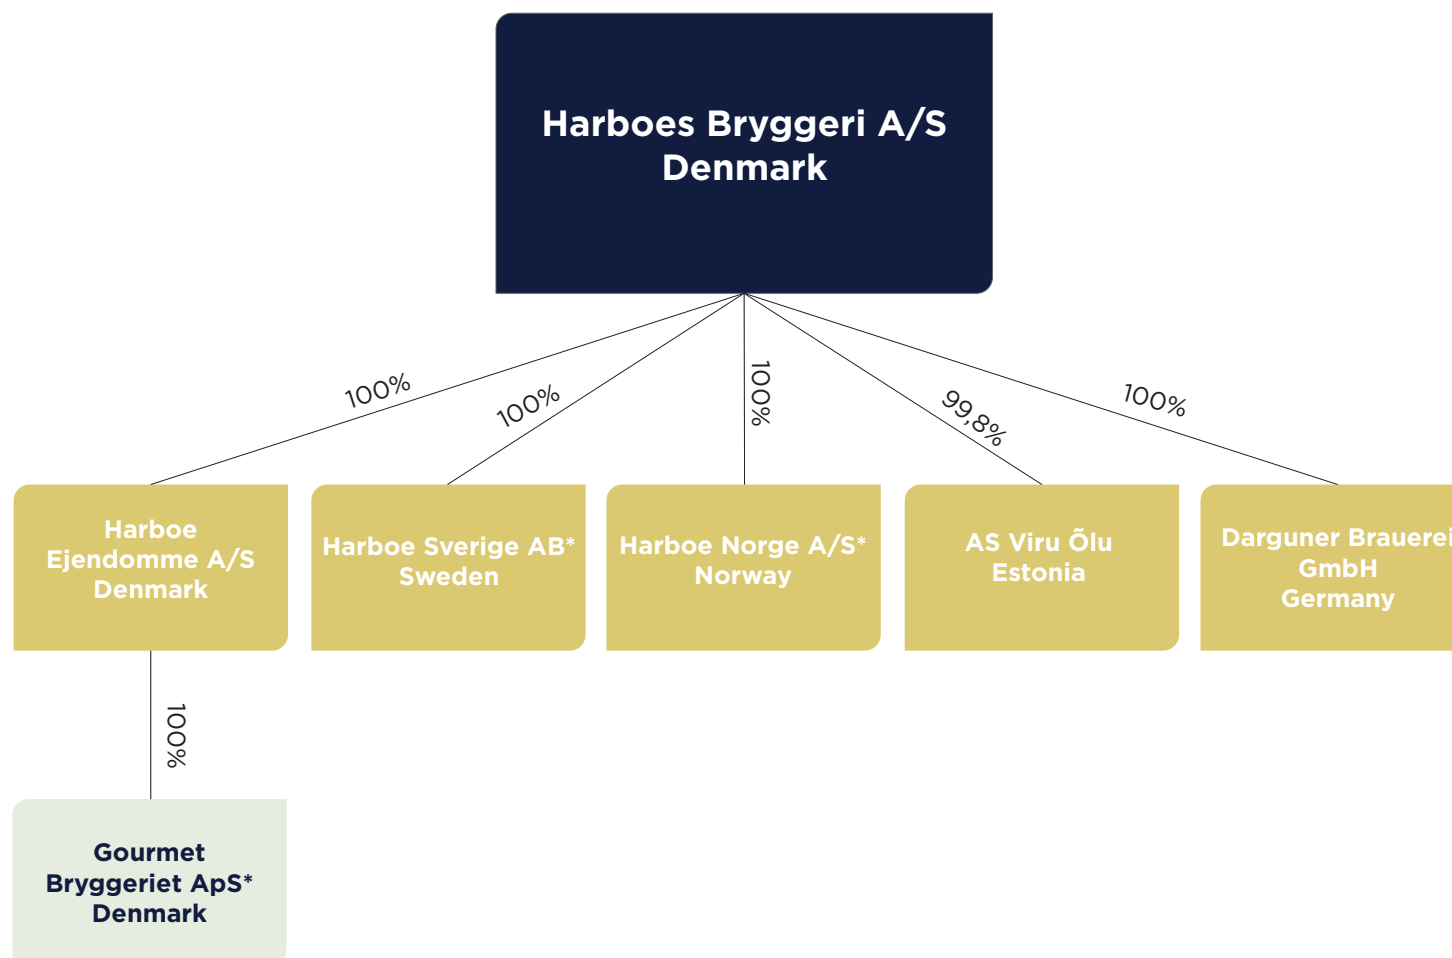 Harboes Bryggeri A/S
Denmark
100%
100%
100%
99,8%
100%
Harboe
Ejendomme A/S
Denmark
Harboe Sverige AB*
Sweden
Harboe Norge A/S*
Norway
AS Viru Õlu
Estonia
Darguner Brauerei
GmbH
Germany
100%
Gourmet
Bryggeriet ApS*
Denmark